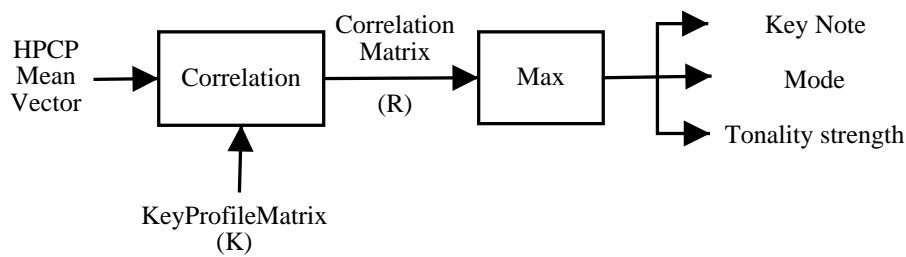 HPCP
Mean
Vector
Correlation
Correlation
Matrix
(R)
Max
Key Note
Mode
Tonality strength
KeyProfileMatrix
(K)